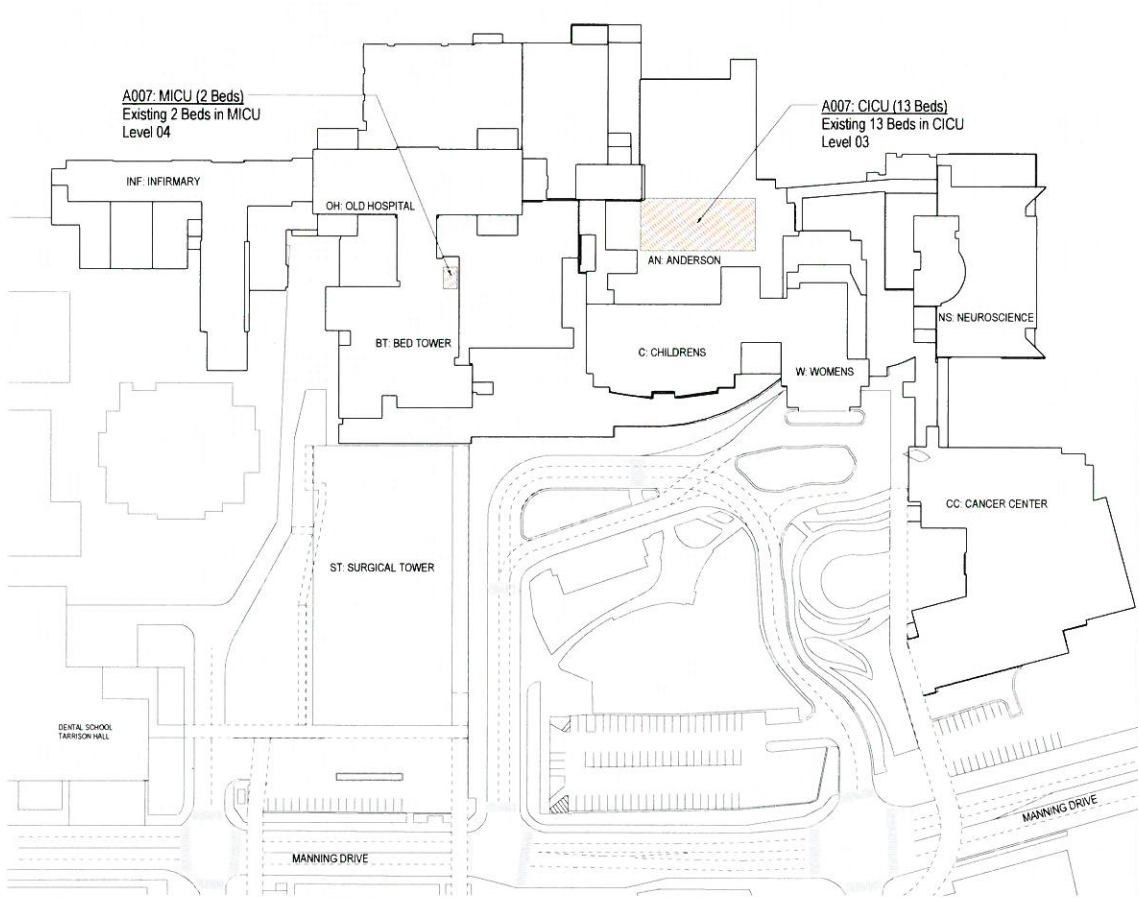 A007: MICU (2 Beds)
Existing 2 Beds in MICU
Level 04
A007: CICU (13 Beds)
Existing 13 Beds in CICU
Level 03
INF: INFIRMARY
OH: OLD HOSPITAL
AN: ANDERSON
NS: NEUROSCIENCE
BT: BED TOWER
C: CHILDRENS
W: WOMENS
CC: CANCER CENTER
ST: SURGICAL TOWER
DENTAL SCHOOL
TARRISON HALL
MANNING DRIVE
MANNING DRIVE